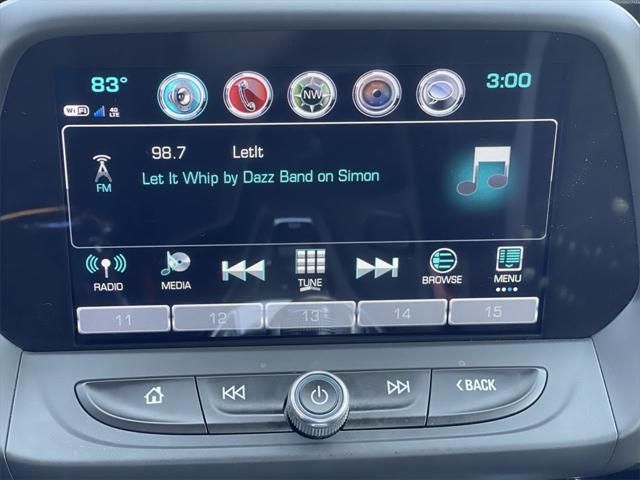 83° NW 3:00
WiFi 4G LTE
98.7 LetIt
FM Let It Whip by Dazz Band on Simon
RADIO MEDIA TUNE BROWSE MENU
11 12 13 14 15
BACK